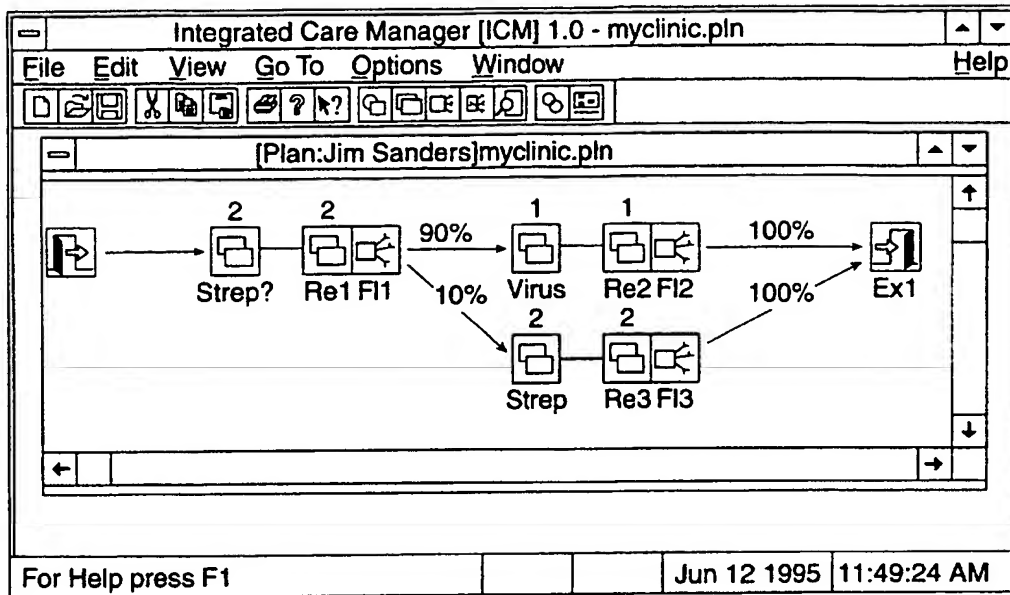 Integrated Care Manager [ICM] 1.0 - myclinic.pln
File Edit View Go To Options Window Help
[Plan:Jim Sanders]myclinic.pln
2 2 1 1
90% 100%
Strep? Re1 Fl1 10% Virus Re2 Fl2 100% Ex1
2 2
Strep Re3 Fl3
For Help press F1 Jun 12 1995 11:49:24 AM